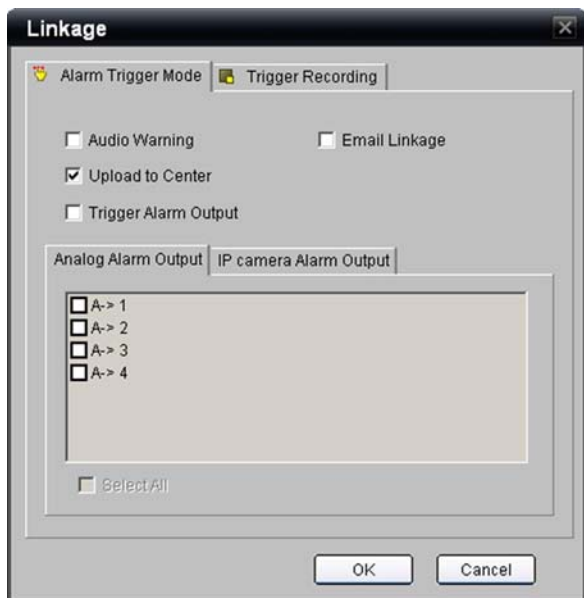 Linkage
Alarm Trigger Mode
Trigger Recording
Audio Warning
Email Linkage
Upload to Center
Trigger Alarm Output
Analog Alarm Output
IP camera Alarm Output
A-> 1
A-> 2
A-> 3
A-> 4
Select All
OK
Cancel